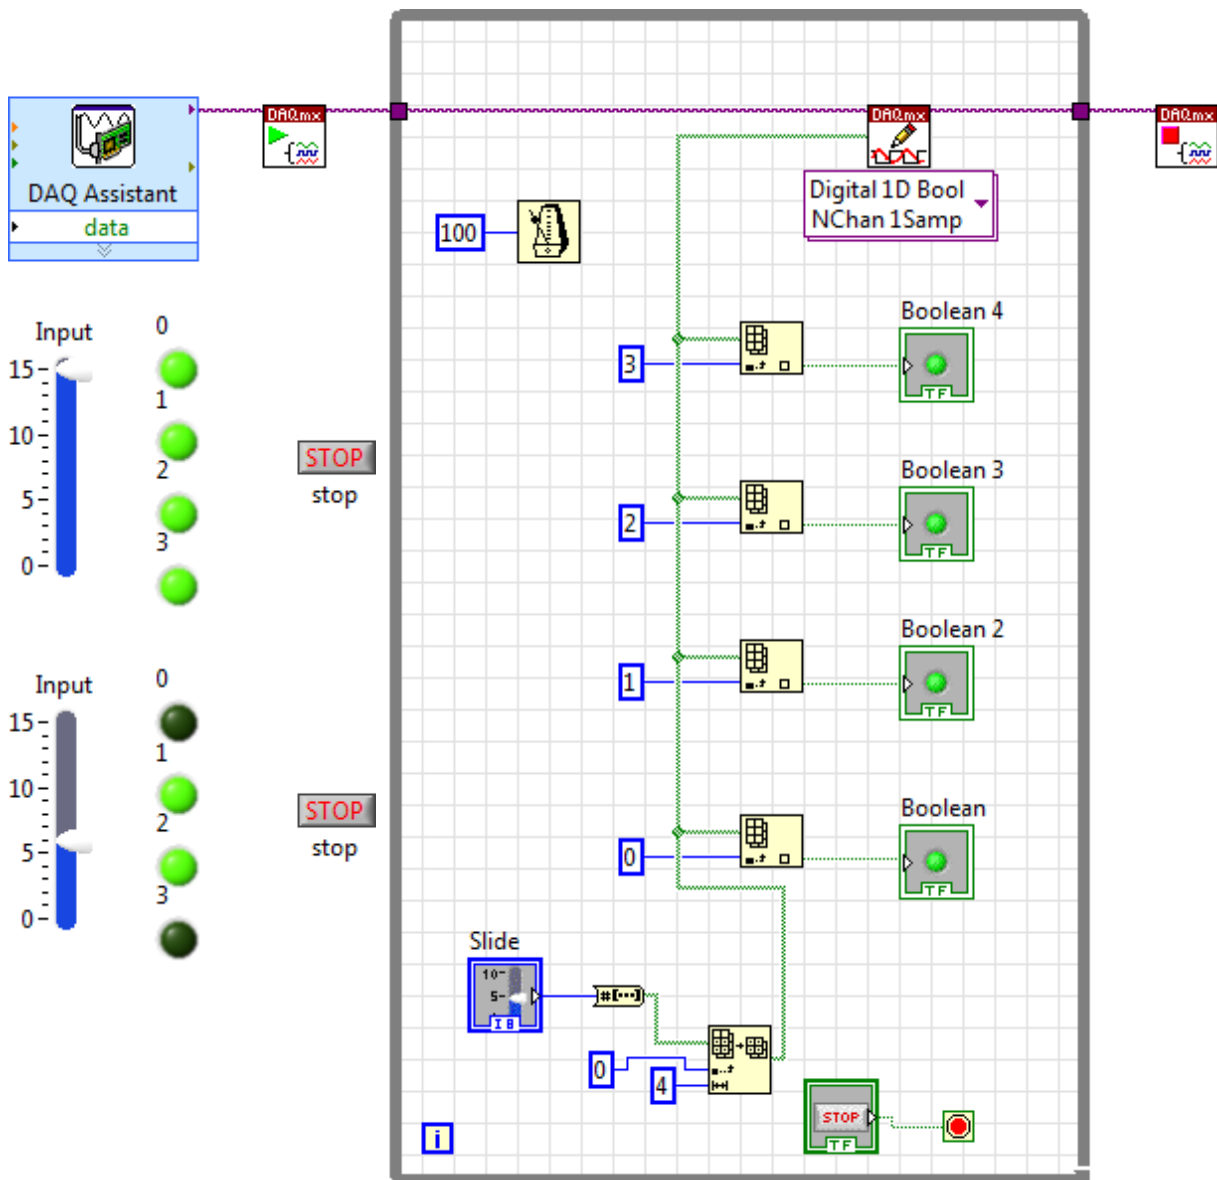 DAQmx
DAQmx
DAQmx
DAQ Assistant
data
Digital 1D Bool
NChan 1Samp
100
Input
0
15
1
10
2
5
3
0
STOP
stop
Boolean 4
3
TF
Boolean 3
2
TF
Boolean 2
1
TF
Boolean
0
TF
Input
0
15
1
10
2
5
3
0
STOP
stop
Slide
10
5
I8
#[...]
0
4
STOP
TF
i